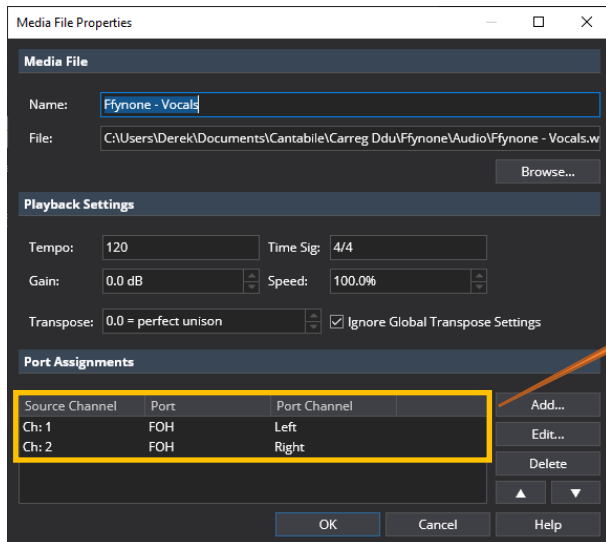 Media File Properties
Media File
Name: Ffynone - Vocals
File: C:\Users\Derek\Documents\Cantabile\Carreg Ddu\Ffynone\Audio\Ffynone - Vocals.w
Browse...
Playback Settings
Tempo: 120 Time Sig: 4/4
Gain: 0.0 dB Speed: 100.0%
Transpose: 0.0 = perfect unison Ignore Global Transpose Settings
Port Assignments
Source Channel Port Port Channel Add...
Ch: 1 FOH Left
Edit...
Ch: 2 FOH Right
Delete
OK Cancel Help